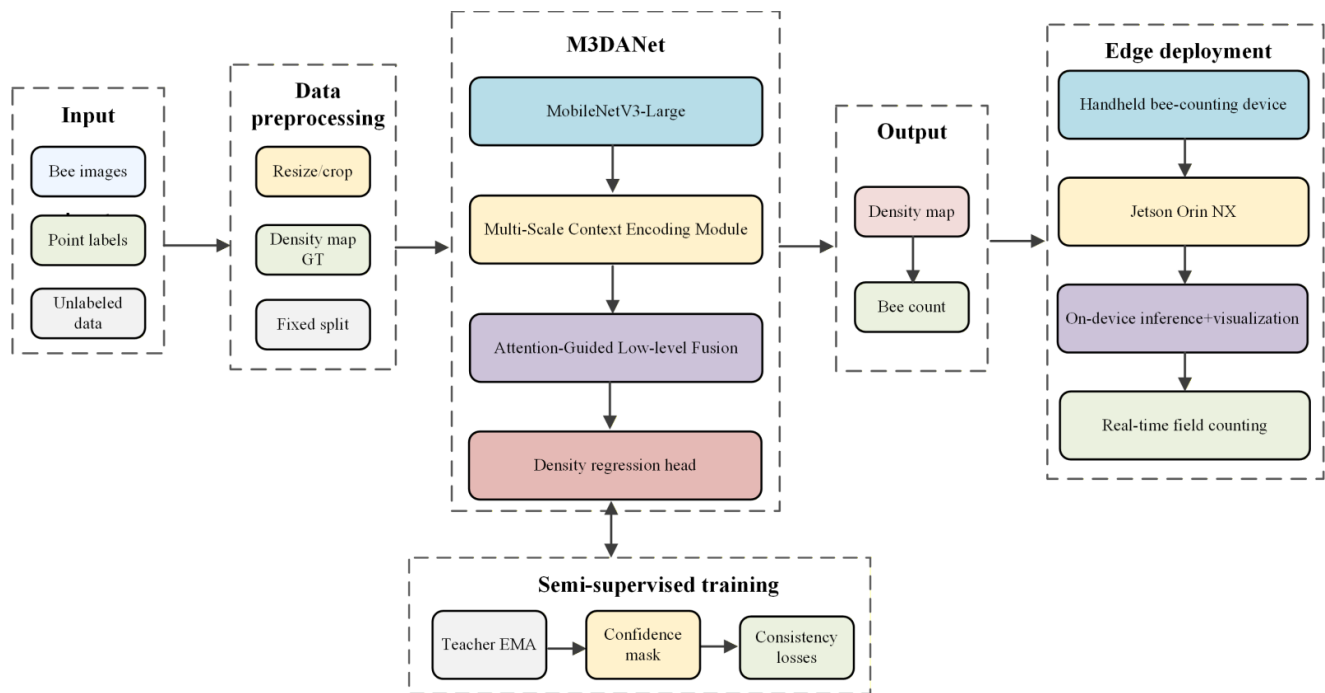 Input
Bee images
Point labels
Unlabeled
data
Data
preprocessing
Resize/crop
Density map
GT
Fixed split
M3DANet
MobileNetV3-Large
Multi-Scale Context Encoding Module
Attention-Guided Low-level Fusion
Density regression head
Output
Density map
Bee count
Edge deployment
Handheld bee-counting device
Jetson Orin NX
On-device inference+visualization
Real-time field counting
Semi-supervised training
Teacher EMA
Confidence
mask
Consistency
losses